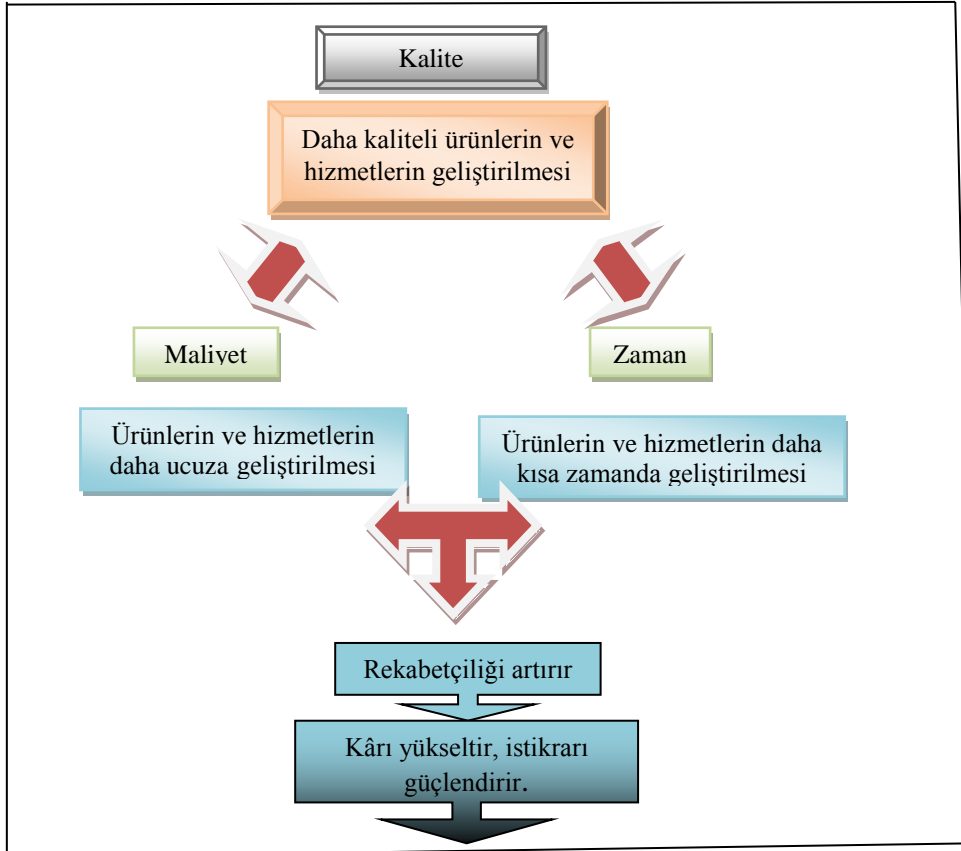 Kalite
Daha kaliteli ürünlerin ve
hizmetlerin geliştirilmesi
Maliyet
Zaman
Ürünlerin ve hizmetlerin
daha ucuza geliştirilmesi
Ürünlerin ve hizmetlerin daha
kısa zamanda geliştirilmesi
Rekabetçiliği artırır
Kârı yükseltir, istikrarı
güçlendirir.